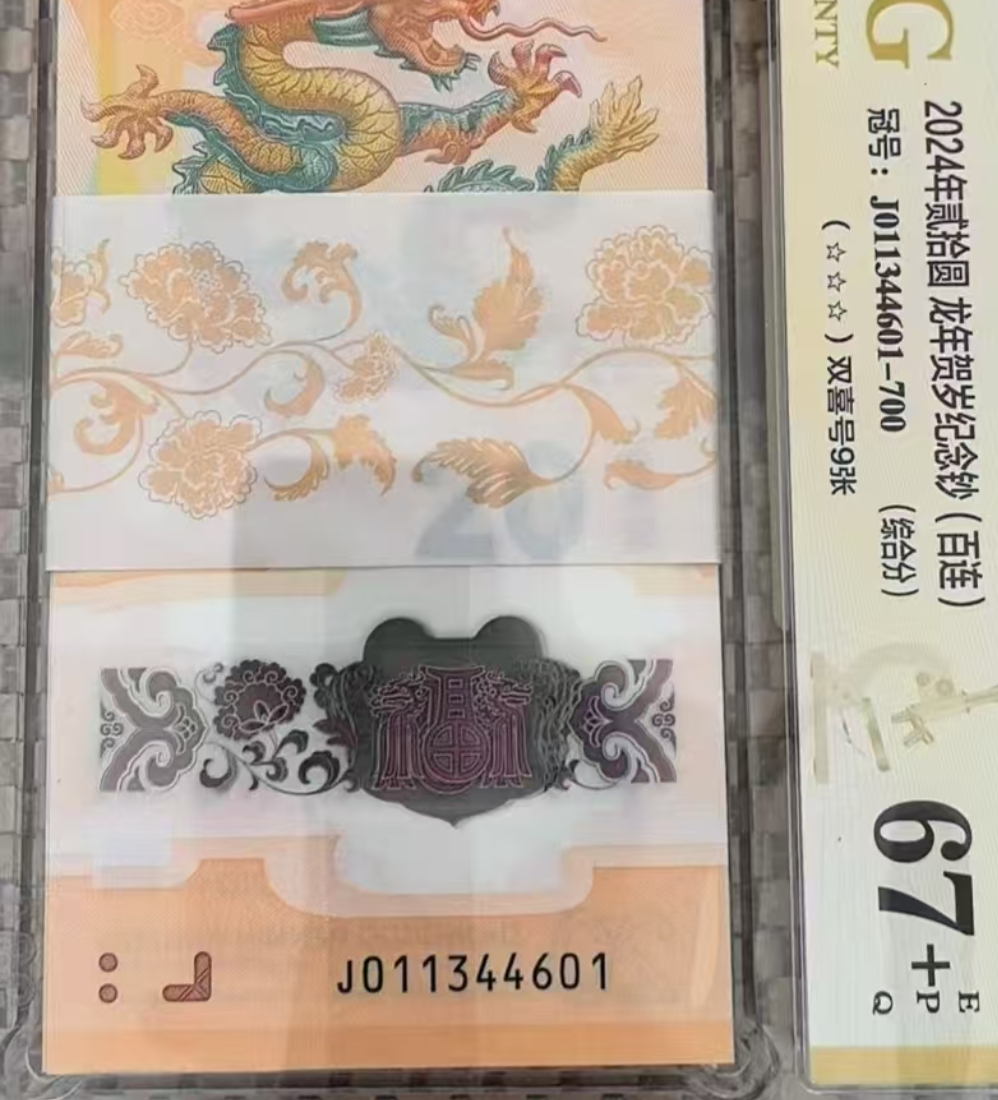 G
NTY
2024年贰拾圆 龙年贺岁纪念钞（百连）
冠号：J011344601-700 （综合分）
（☆☆☆）双喜号9张
67+
E
P
Q
20
J011344601